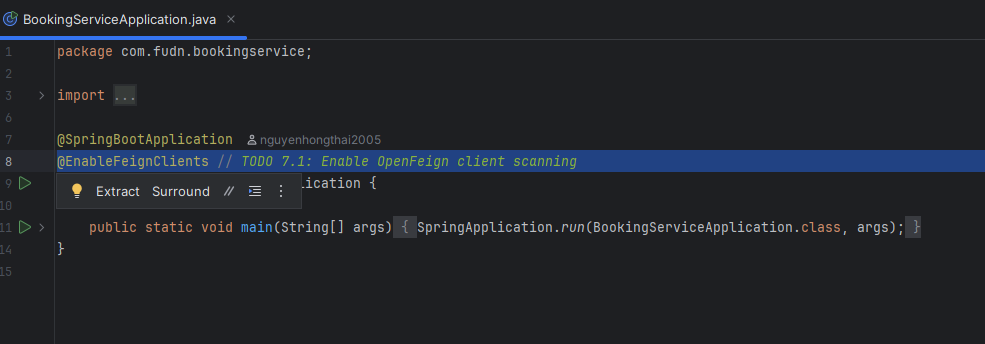 BookingServiceApplication.java
1 package com.fudn.bookingservice;
2
3 import ...
6
7 @SpringBootApplication nguyenhongthai2005
8 @EnableFeignClients // TODO 7.1: Enable OpenFeign client scanning
9 plication {
Extract Surround //
10
11 public static void main(String[] args) { SpringApplication.run(BookingServiceApplication.class, args); }
14 }
15